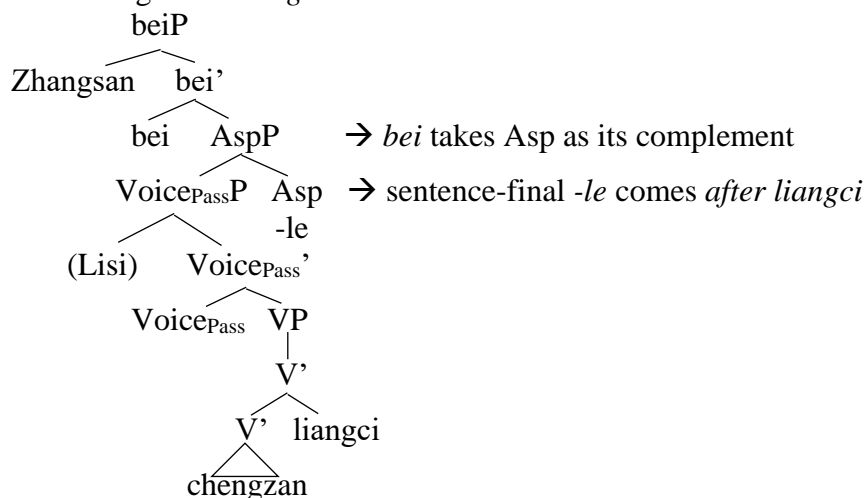 beiP
Zhangsan bei’
bei AspP → bei takes Asp as its complement
VoicePassP Asp → sentence-final -le comes after liangci
-le
(Lisi) VoicePass’
VoicePass VP
V’
V’ liangci
chengzan